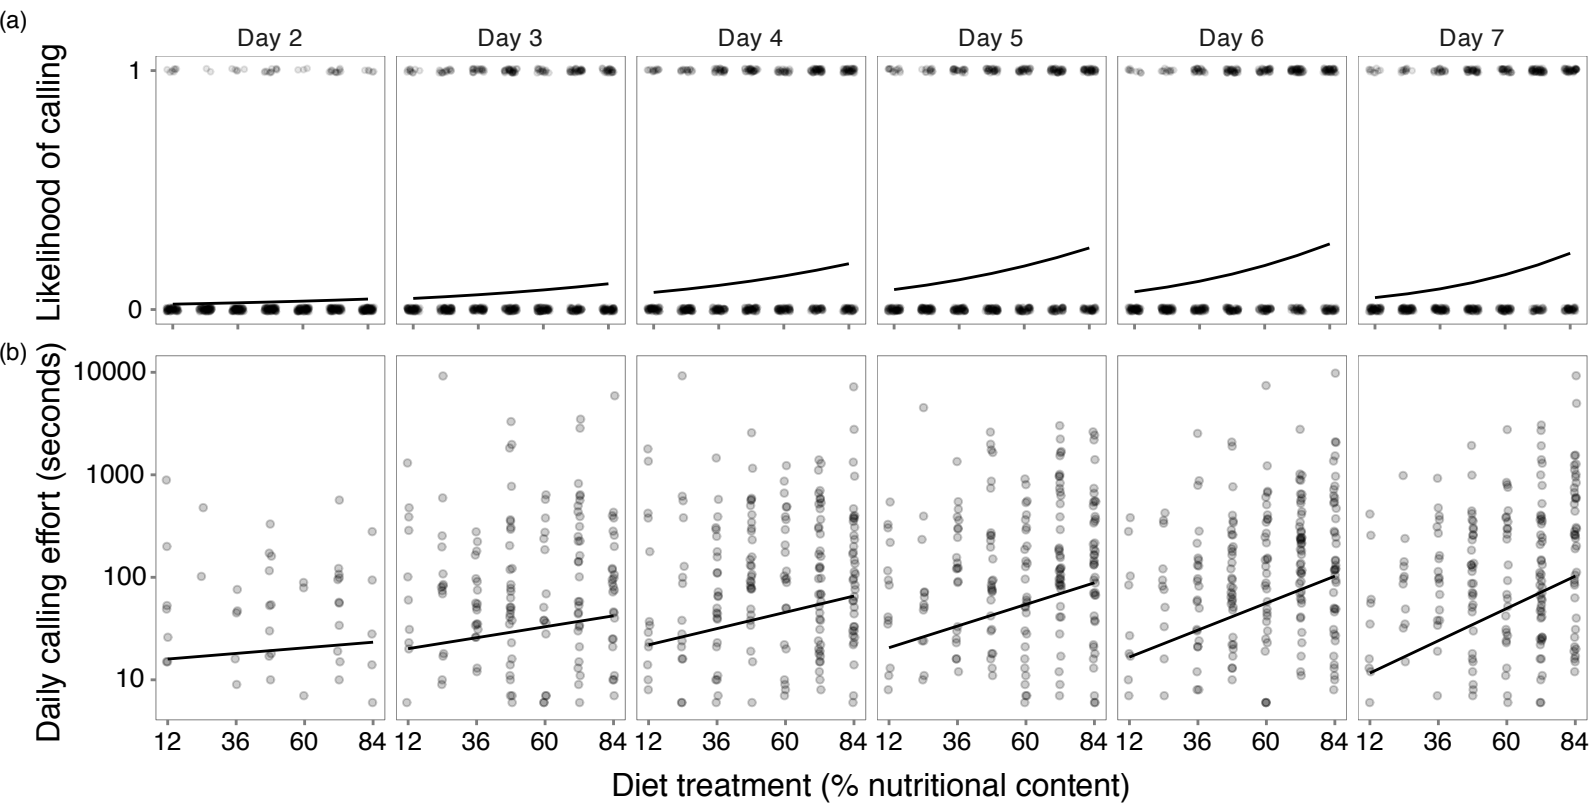 (a)
Day 2 Day 3 Day 4 Day 5 Day 6 Day 7
Likelihood of calling
1
0
(b)
Daily calling effort (seconds)
10000
1000
100
10
12 36 60 84 12 36 60 84 12 36 60 84 12 36 60 84 12 36 60 84 12 36 60 84
Diet treatment (% nutritional content)